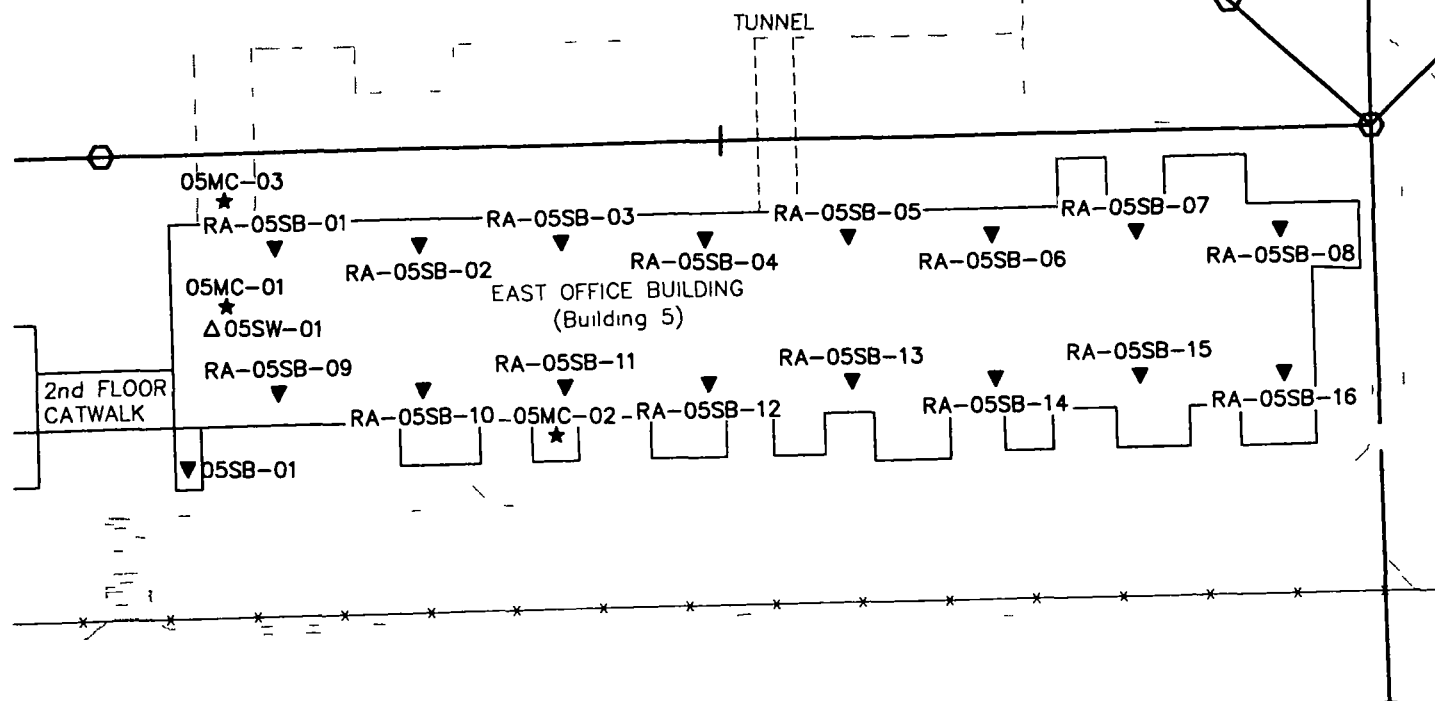 TUNNEL
05MC-03
RA-05SB-01
RA-05SB-03
RA-05SB-05
RA-05SB-07
RA-05SB-02
RA-05SB-04
RA-05SB-06
RA-05SB-08
05MC-01
EAST OFFICE BUILDING
(Building 5)
05SW-01
RA-05SB-09
RA-05SB-11
RA-05SB-13
RA-05SB-15
2nd FLOOR
CATWALK
RA-05SB-10
05MC-02
RA-05SB-12
RA-05SB-14
RA-05SB-16
05SB-01